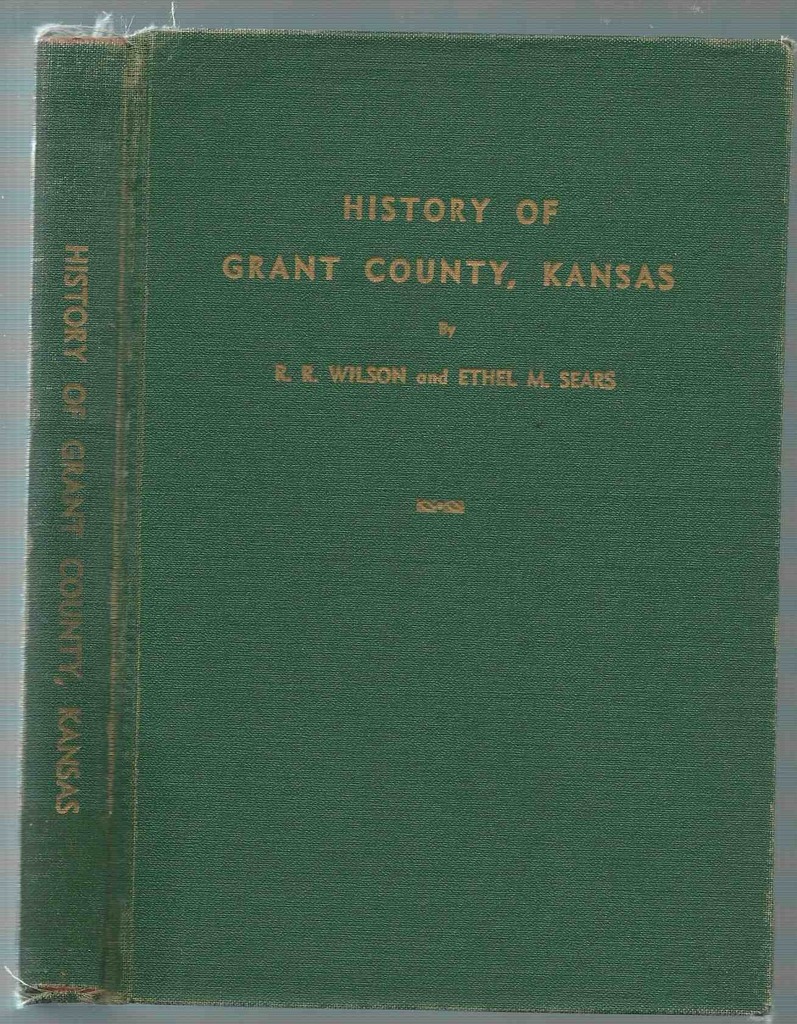 HISTORY OF
GRANT COUNTY, KANSAS
By
R. R. WILSON and ETHEL M. SEARS
HISTORY OF GRANT COUNTY, KANSAS